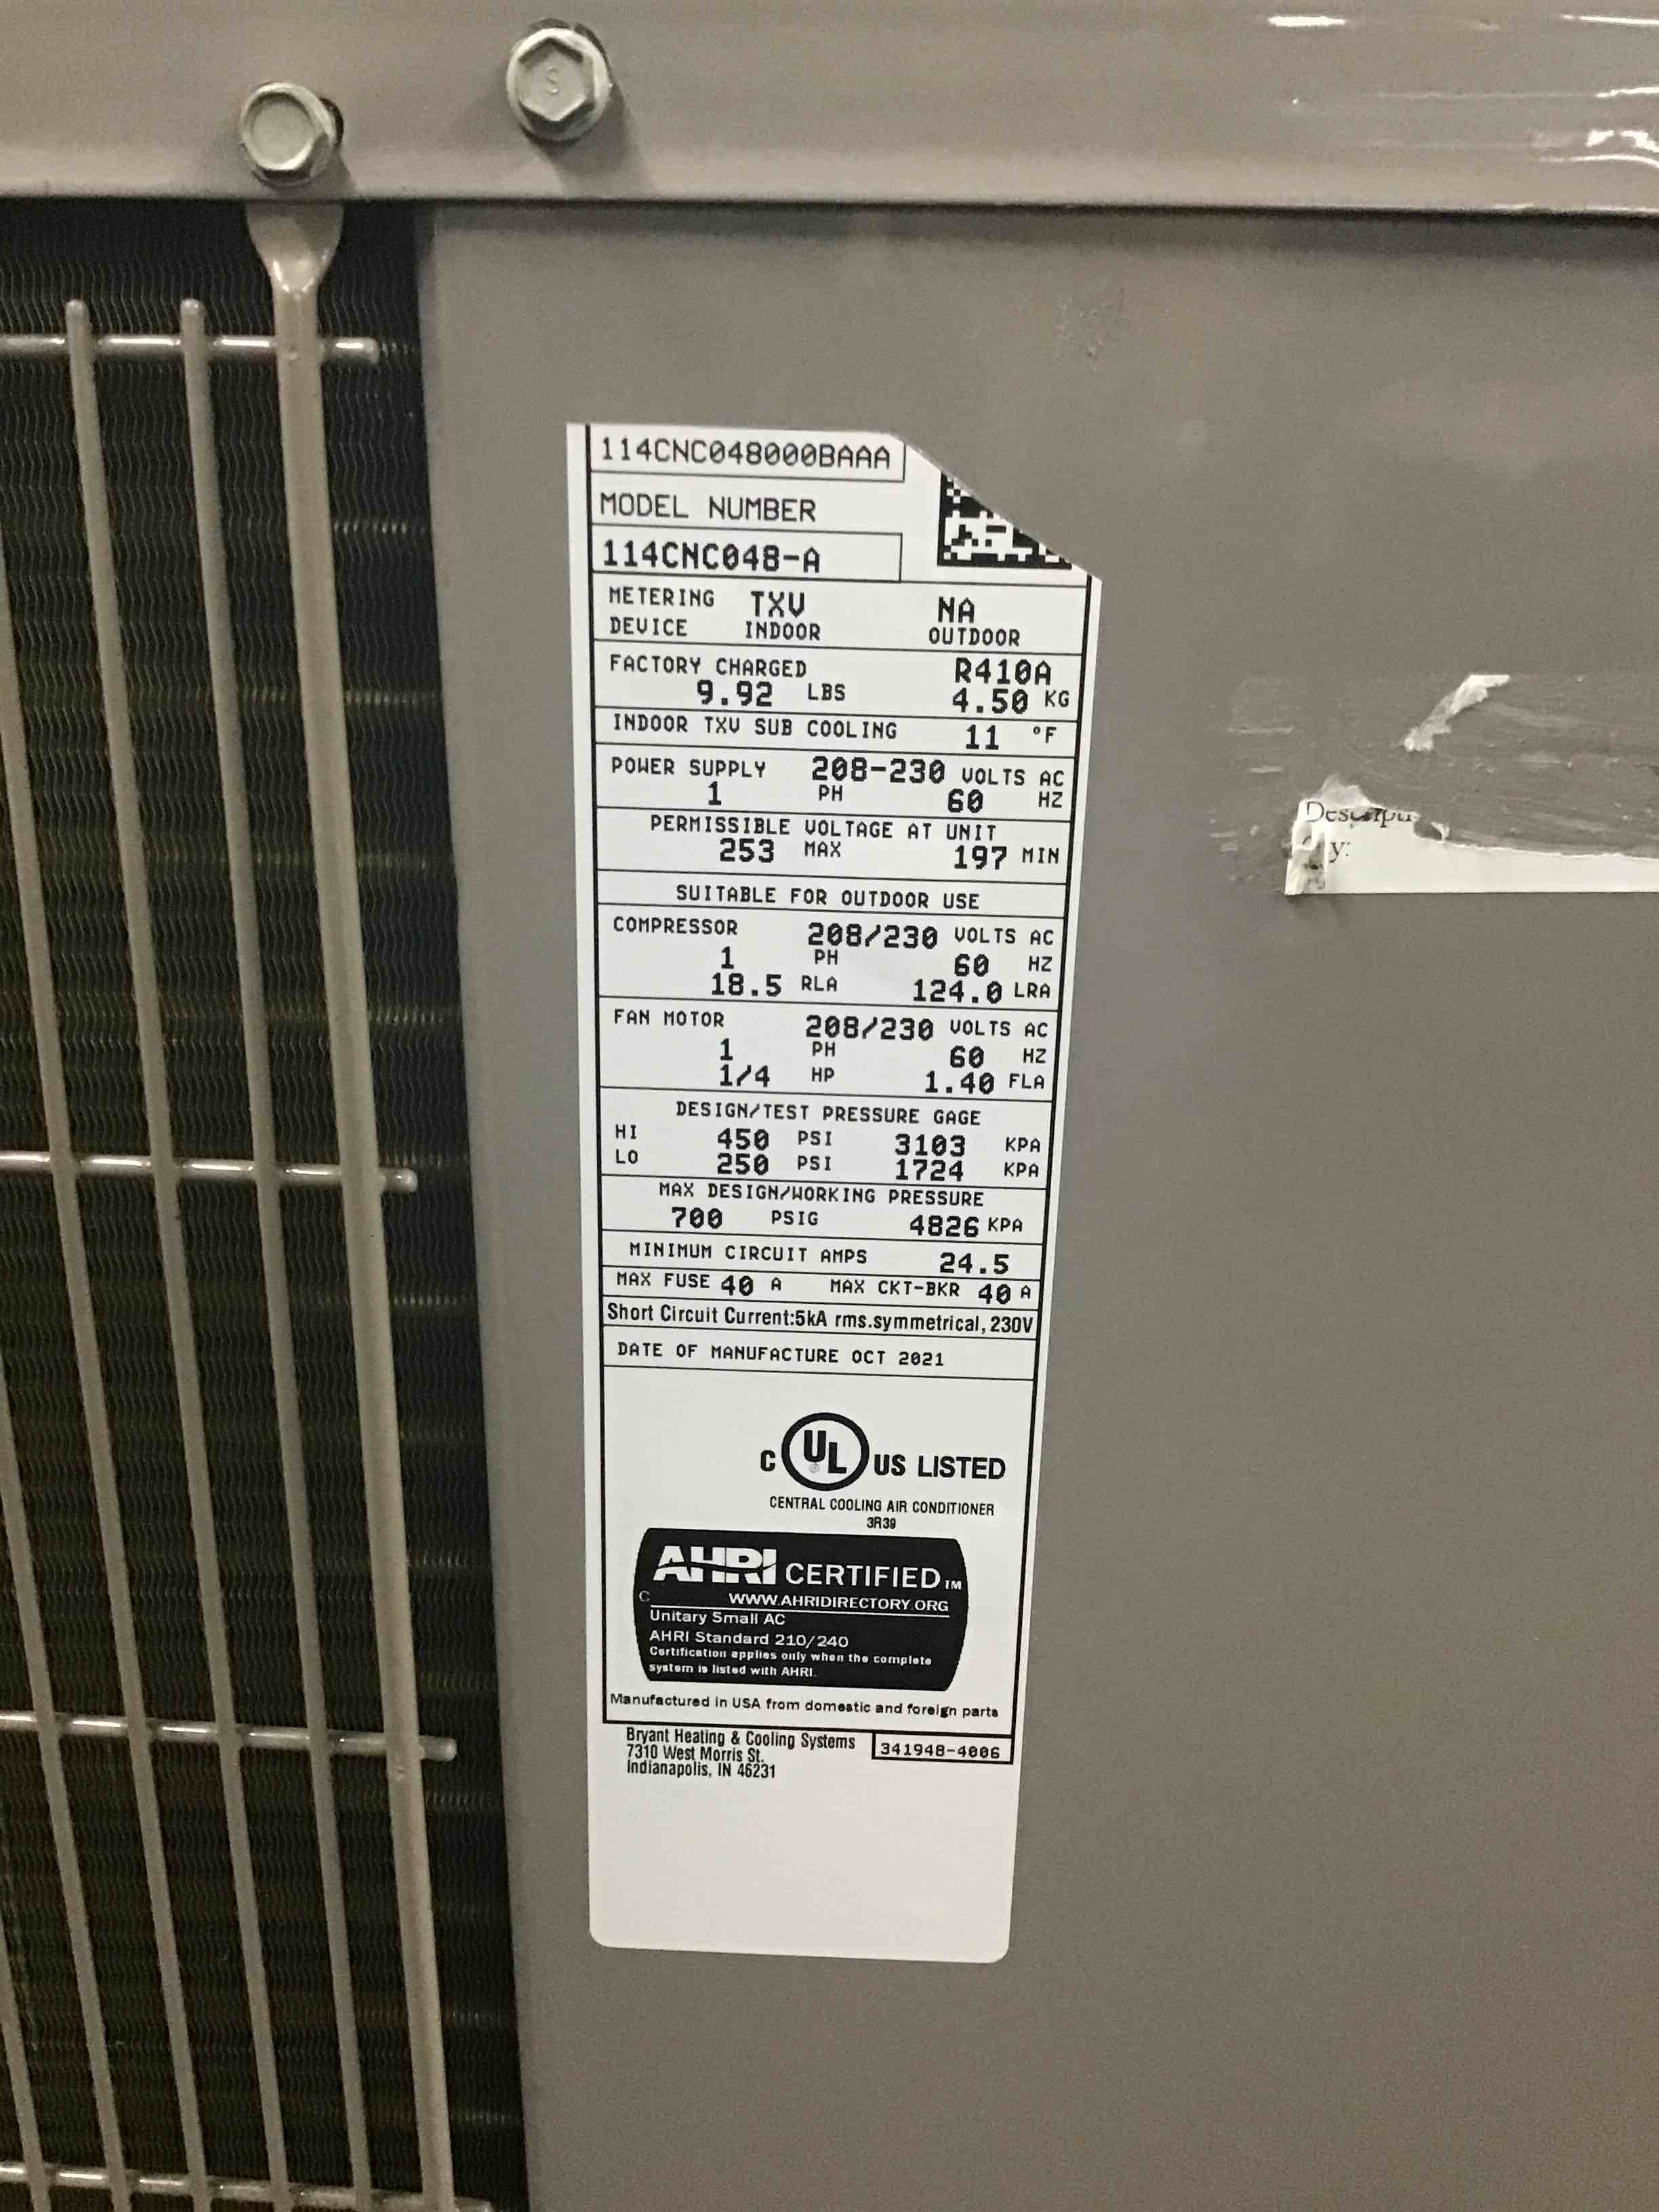 S
114CNC048000BAAA
MODEL NUMBER
114CNC048-A
METERING DEVICE TXV INDOOR NA OUTDOOR
FACTORY CHARGED R410A
9.92 LBS 4.50 KG
INDOOR TXV SUB COOLING 11 °F
POWER SUPPLY 208-230 VOLTS AC
1 PH 60 HZ
PERMISSIBLE VOLTAGE AT UNIT
253 MAX 197 MIN
SUITABLE FOR OUTDOOR USE
COMPRESSOR 208/230 VOLTS AC
1 PH 60 HZ
18.5 RLA 124.0 LRA
FAN MOTOR 208/230 VOLTS AC
1 PH 60 HZ
1/4 HP 1.40 FLA
DESIGN/TEST PRESSURE GAGE
HI 450 PSI 3103 KPA
LO 250 PSI 1724 KPA
MAX DESIGN/WORKING PRESSURE
700 PSIG 4826 KPA
MINIMUM CIRCUIT AMPS 24.5
MAX FUSE 40 A MAX CKT-BKR 40 A
Short Circuit Current:5kA rms.symmetrical, 230V
DATE OF MANUFACTURE OCT 2021
C UL US LISTED
CENTRAL COOLING AIR CONDITIONER
3R39
AHRI CERTIFIED TM
C WWW.AHRIDIRECTORY.ORG
Unitary Small AC
AHRI Standard 210/240
Certification applies only when the complete
system is listed with AHRI.
Manufactured in USA from domestic and foreign parts
Bryant Heating & Cooling Systems
7310 West Morris St.
Indianapolis, IN 46231
341948-4006